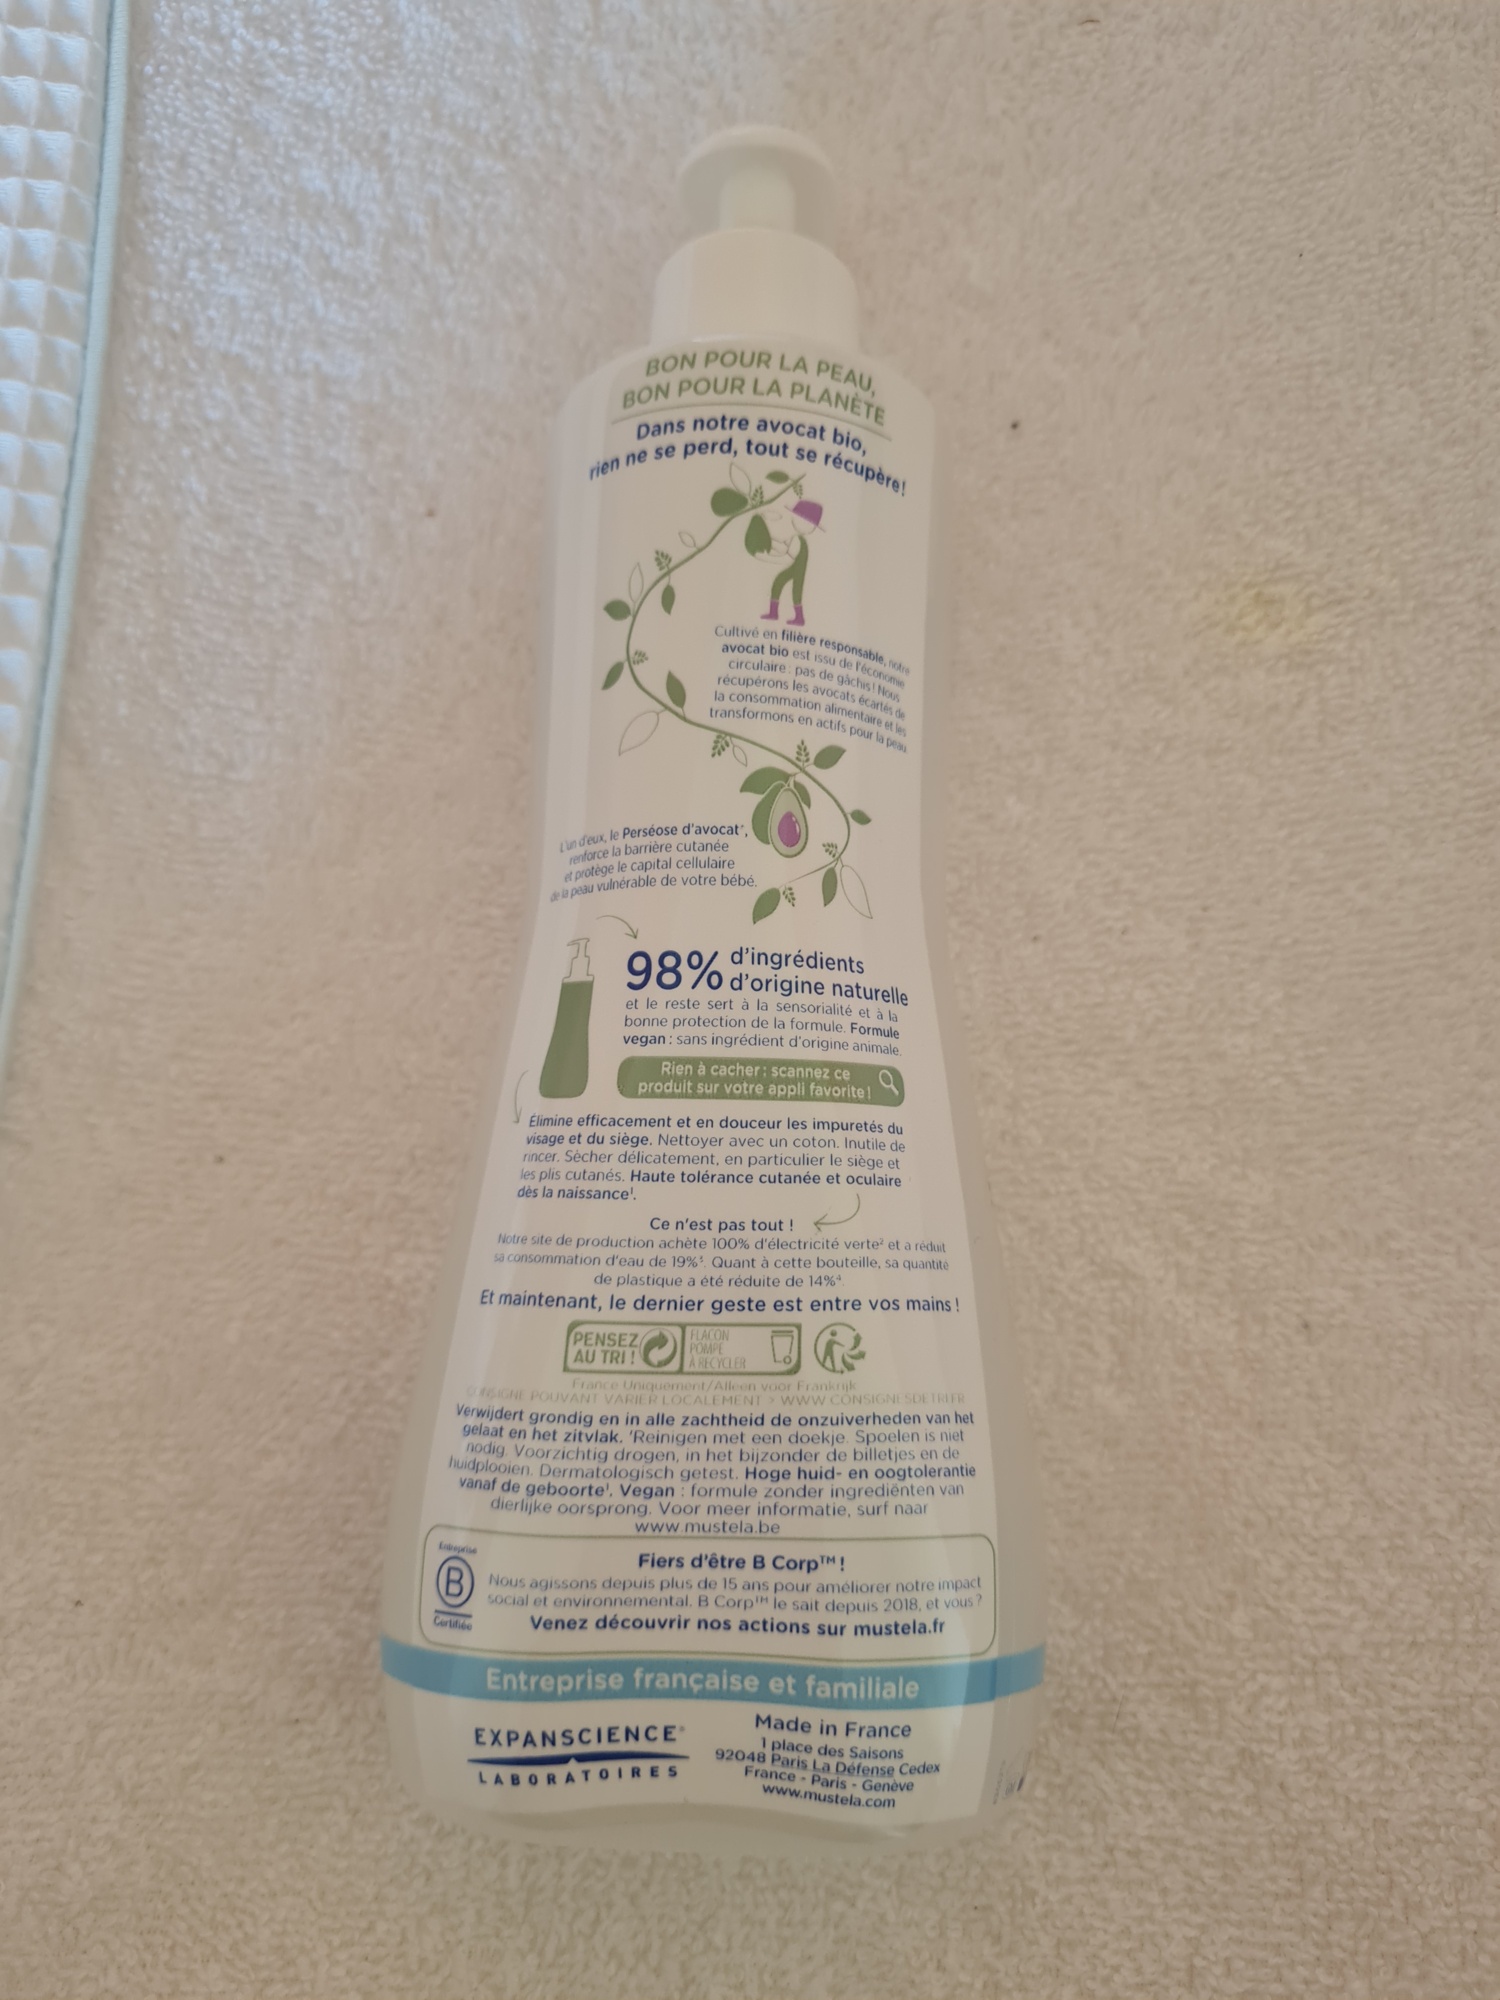 BON POUR LA PEAU,
BON POUR LA PLANÈTE
Dans notre avocat bio,
rien ne se perd, tout se récupère!
Cultivé en filière responsable, notre
avocat bio est issu de l'économie
circulaire : pas de gâchis ! Nous
récupérons les avocats écartés de
la consommation alimentaire et les
transformons en actifs pour la peau
L'un d'eux, le Perséose d'avocat*,
renforce la barrière cutanée
et protège le capital cellulaire
de la peau vulnérable de votre bébé.
98% d'ingrédients
d'origine naturelle
et le reste sert à la sensorialité et à la
bonne protection de la formule. Formule
vegan : sans ingrédient d'origine animale.
Rien à cacher : scannez ce
produit sur votre appli favorite !
Élimine efficacement et en douceur les impuretés du
visage et du siège. Nettoyer avec un coton. Inutile de
rincer. Sècher délicatement, en particulier le siège et
les plis cutanés. Haute tolérance cutanée et oculaire
dès la naissance¹.
Ce n'est pas tout !
Notre site de production achète 100% d'électricité verte² et a réduit
sa consommation d'eau de 19%³. Quant à cette bouteille, sa quantité
de plastique a été réduite de 14%⁴.
Et maintenant, le dernier geste est entre vos mains !
PENSEZ
AU TRI !
FLACON
POMPE
À RECYCLER
France Uniquement/Alleen voor Frankrijk
CONSIGNE POUVANT VARIER LOCALEMENT > WWW.CONSIGNESDETRI.FR
Verwijdert grondig en in alle zachtheid de onzuiverheden van het
gelaat en het zitvlak. 'Reinigen met een doekje. Spoelen is niet
nodig. Voorzichtig drogen, in het bijzonder de billetjes en de
huidplooien. Dermatologisch getest. Hoge huid- en oogtolerantie
vanaf de geboorte¹. Vegan : formule zonder ingrediënten van
dierlijke oorsprong. Voor meer informatie, surf naar
www.mustela.be
Entreprise
B
Certifiée
Fiers d'être B Corp™ !
Nous agissons depuis plus de 15 ans pour améliorer notre impact
social et environnemental. B Corp™ le sait depuis 2018, et vous ?
Venez découvrir nos actions sur mustela.fr
Entreprise française et familiale
EXPANSCIENCE®
LABORATOIRES
Made in France
1 place des Saisons
92048 Paris La Défense Cedex
France - Paris - Genève
www.mustela.com